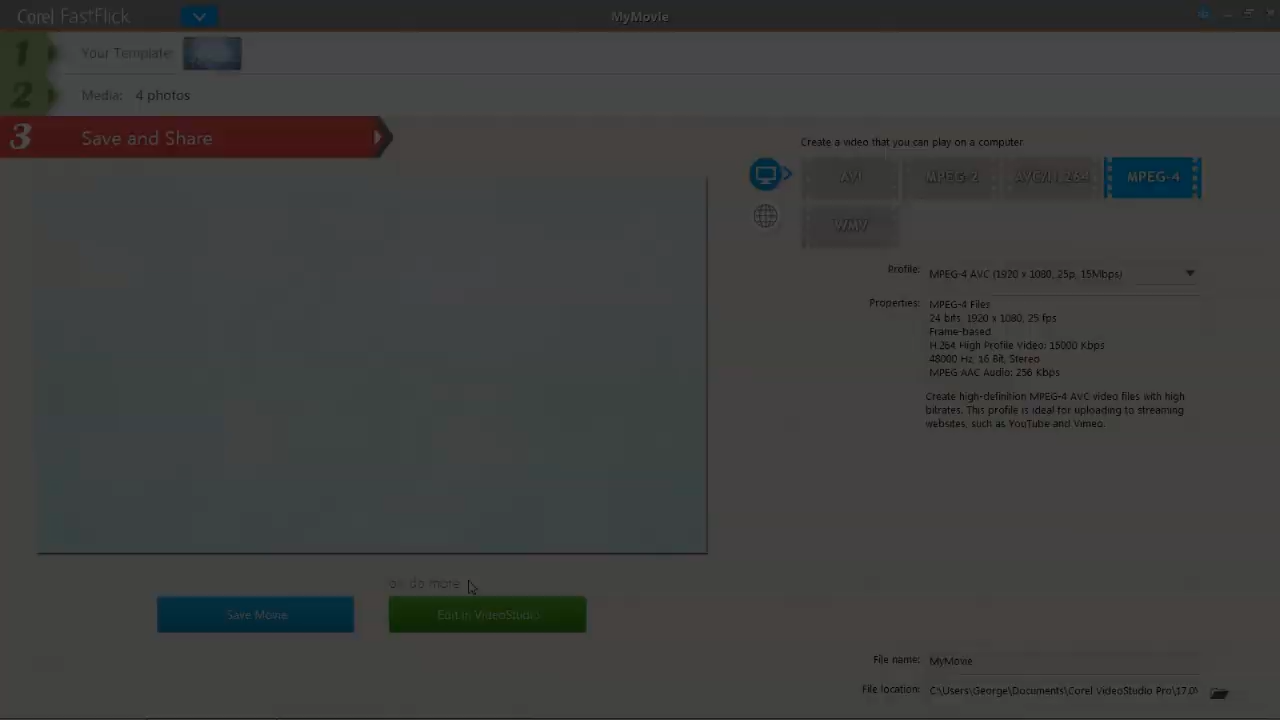 Corel FastFlick
MyMovie
1 Your Template:
2 Media: 4 photos
3 Save and Share
Create a video that you can play on a computer.
AVI MPEG-2 AVC/H.264 MPEG-4
WMV
Profile: MPEG-4 AVC (1920 x 1080, 25p, 15Mbps)
Properties: MPEG-4 Files
24 bits, 1920 x 1080, 25 fps
Frame-based
H.264 High Profile Video: 15000 Kbps
48000 Hz, 16 Bit, Stereo
MPEG AAC Audio: 256 Kbps
Create high-definition MPEG-4 AVC video files with high
bitrates. This profile is ideal for uploading to streaming
websites, such as YouTube and Vimeo.
or, do more
Save Movie Edit in VideoStudio
File name: MyMovie
File location: C:\Users\George\Documents\Corel VideoStudio Pro\17.0\